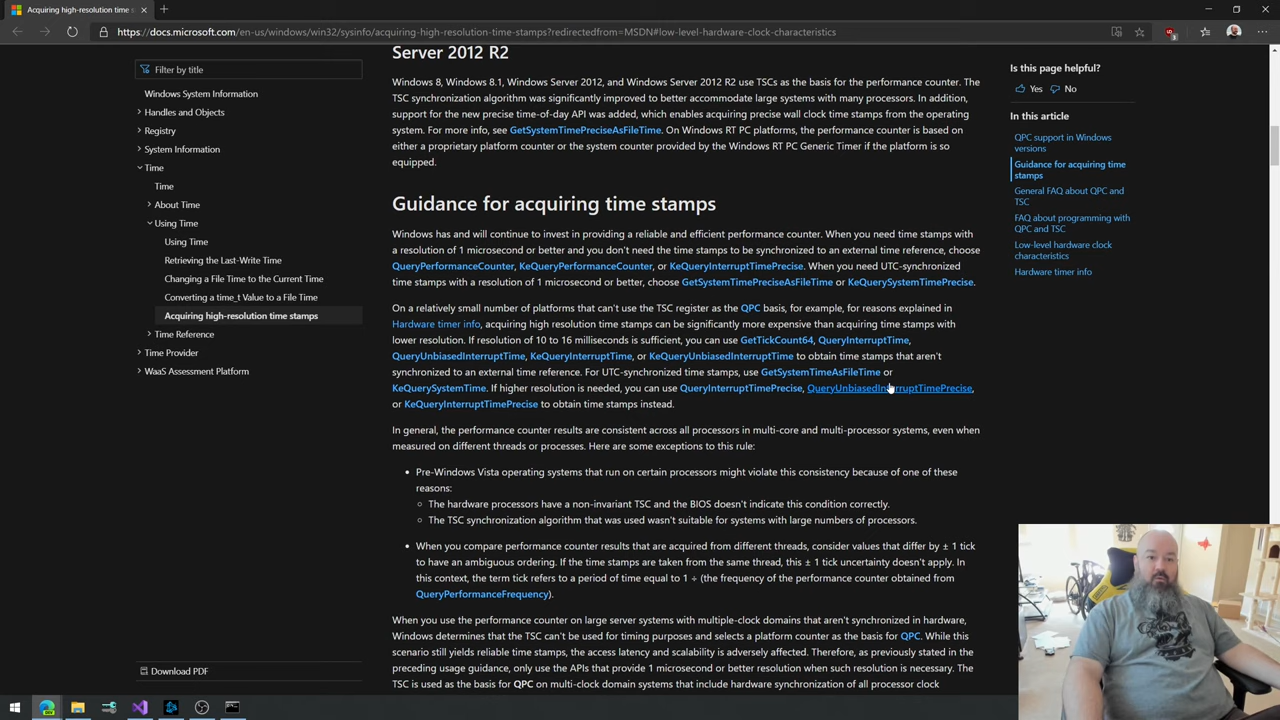 Acquiring high-resolution time stamps
https://docs.microsoft.com/en-us/windows/win32/sysinfo/acquiring-high-resolution-time-stamps?redirectedfrom=MSDN#low-level-hardware-clock-characteristics
Filter by title
Windows System Information
Handles and Objects
Registry
System Information
Time
Time
About Time
Using Time
Using Time
Retrieving the Last-Write Time
Changing a File Time to the Current Time
Converting a time_t Value to a File Time
Acquiring high-resolution time stamps
Time Reference
Time Provider
WaaS Assessment Platform
Download PDF
Server 2012 R2
Windows 8, Windows 8.1, Windows Server 2012, and Windows Server 2012 R2 use TSCs as the basis for the performance counter. The
TSC synchronization algorithm was significantly improved to better accommodate large systems with many processors. In addition,
support for the new precise time-of-day API was added, which enables acquiring precise wall clock time stamps from the operating
system. For more info, see GetSystemTimePreciseAsFileTime. On Windows RT PC platforms, the performance counter is based on
either a proprietary platform counter or the system counter provided by the Windows RT PC Generic Timer if the platform is so
equipped.
Guidance for acquiring time stamps
Windows has and will continue to invest in providing a reliable and efficient performance counter. When you need time stamps with
a resolution of 1 microsecond or better and you don't need the time stamps to be synchronized to an external time reference, choose
QueryPerformanceCounter, KeQueryPerformanceCounter, or KeQueryInterruptTimePrecise. When you need UTC-synchronized
time stamps with a resolution of 1 microsecond or better, choose GetSystemTimePreciseAsFileTime or KeQuerySystemTimePrecise.
On a relatively small number of platforms that can't use the TSC register as the QPC basis, for example, for reasons explained in
Hardware timer info, acquiring high resolution time stamps can be significantly more expensive than acquiring time stamps with
lower resolution. If resolution of 10 to 16 milliseconds is sufficient, you can use GetTickCount64, QueryInterruptTime,
QueryUnbiasedInterruptTime, KeQueryInterruptTime, or KeQueryUnbiasedInterruptTime to obtain time stamps that aren't
synchronized to an external time reference. For UTC-synchronized time stamps, use GetSystemTimeAsFileTime or
KeQuerySystemTime. If higher resolution is needed, you can use QueryInterruptTimePrecise, QueryUnbiasedInterruptTimePrecise,
or KeQueryInterruptTimePrecise to obtain time stamps instead.
In general, the performance counter results are consistent across all processors in multi-core and multi-processor systems, even when
measured on different threads or processes. Here are some exceptions to this rule:
Pre-Windows Vista operating systems that run on certain processors might violate this consistency because of one of these
reasons:
The hardware processors have a non-invariant TSC and the BIOS doesn't indicate this condition correctly.
The TSC synchronization algorithm that was used wasn't suitable for systems with large numbers of processors.
When you compare performance counter results that are acquired from different threads, consider values that differ by ± 1 tick
to have an ambiguous ordering. If the time stamps are taken from the same thread, this ± 1 tick uncertainty doesn't apply. In
this context, the term tick refers to a period of time equal to 1 ÷ (the frequency of the performance counter obtained from
QueryPerformanceFrequency).
When you use the performance counter on large server systems with multiple-clock domains that aren't synchronized in hardware,
Windows determines that the TSC can't be used for timing purposes and selects a platform counter as the basis for QPC. While this
scenario still yields reliable time stamps, the access latency and scalability is adversely affected. Therefore, as previously stated in the
preceding usage guidance, only use the APIs that provide 1 microsecond or better resolution when such resolution is necessary. The
TSC is used as the basis for QPC on multi-clock domain systems that include hardware synchronization of all processor clock
Is this page helpful?
Yes No
In this article
QPC support in Windows
versions
Guidance for acquiring time
stamps
General FAQ about QPC and
TSC
FAQ about programming with
QPC and TSC
Low-level hardware clock
characteristics
Hardware timer info